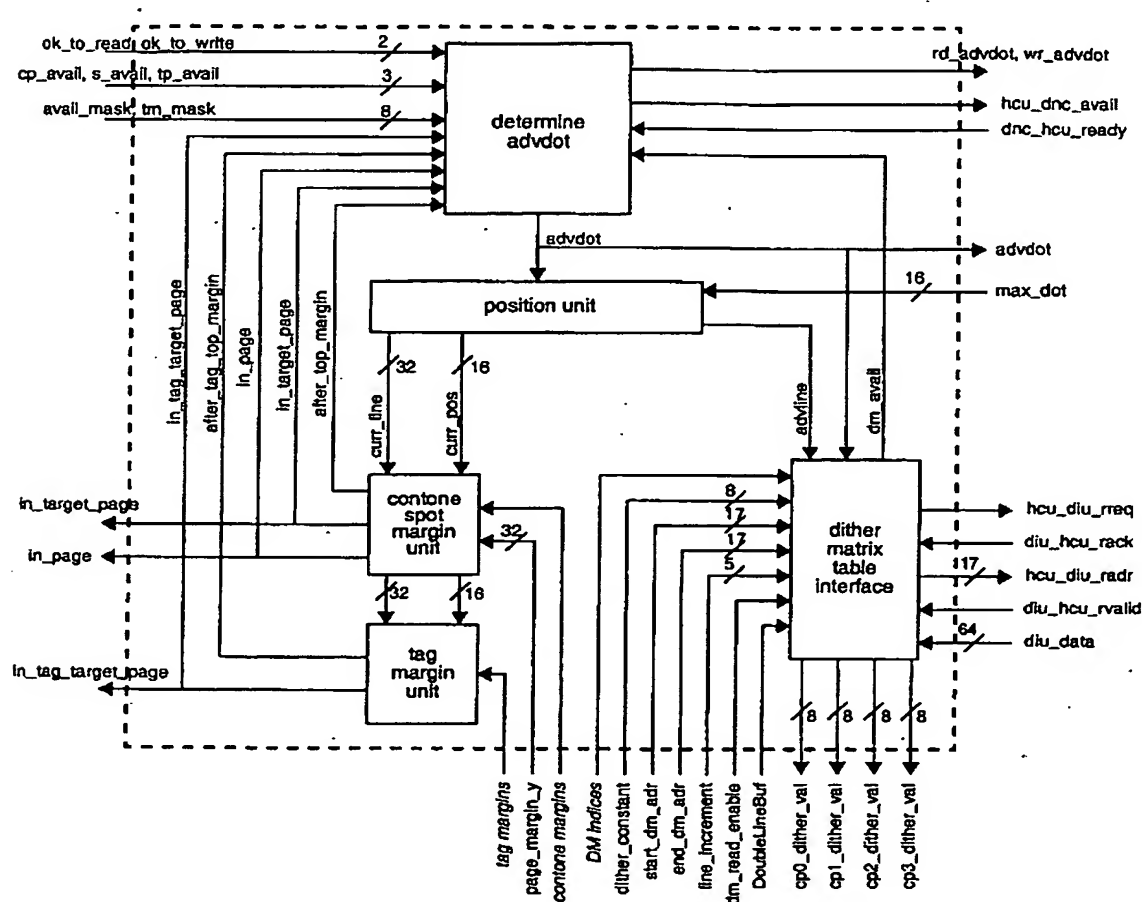 ok_to_read, ok_to_write
2
rd_advdot, wr_advdot
cp_avail, s_avail, tp_avail
3
hcu_dnc_avail
avail_mask, tm_mask
8
determine
advdot
dnc_hcu_ready
advdot
advdot
16
max_dot
position unit
in_tag_target_page
after_tag_top_margin
in_page
in_target_page
after_top_margin
32
16
curr_line
curr_pos
advline
dm_avail
in_target_page
in_page
contone
spot
margin
unit
32
8
17
17
5
dither
matrix
table
interface
hcu_diu_rreq
diu_hcu_rack
17
hcu_diu_radr
diu_hcu_rvalid
64
diu_data
32
16
tag
margin
unit
in_tag_target_page
8
8
8
8
tag margins
page_margin_y
contone margins
DM indices
dither_constant
start_dm_adr
end_dm_adr
line_increment
dm_read_enable
DoubleLineBuf
cp0_dither_val
cp1_dither_val
cp2_dither_val
cp3_dither_val